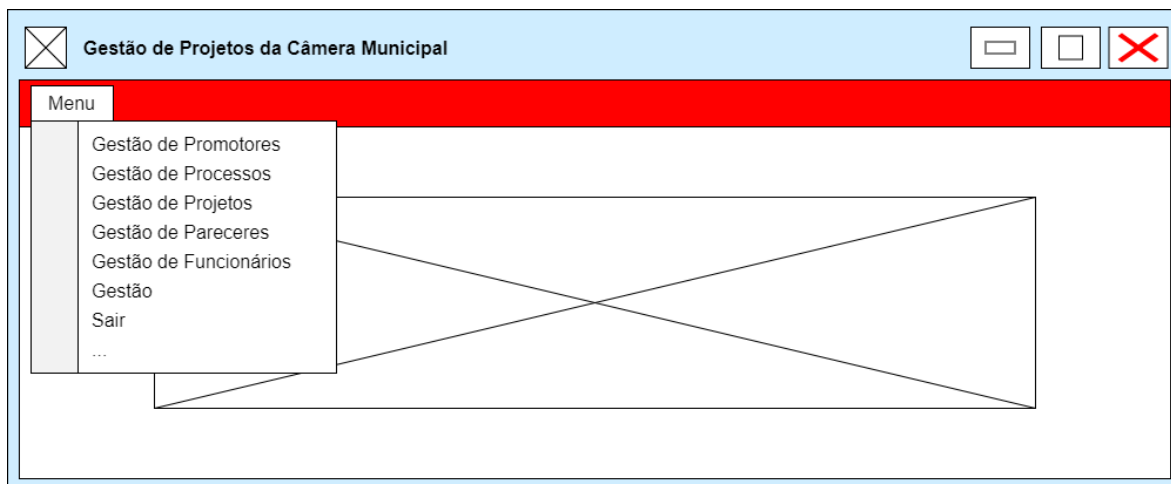 Gestão de Projetos da Câmera Municipal
Menu
Gestão de Promotores
Gestão de Processos
Gestão de Projetos
Gestão de Pareceres
Gestão de Funcionários
Gestão
Sair
...